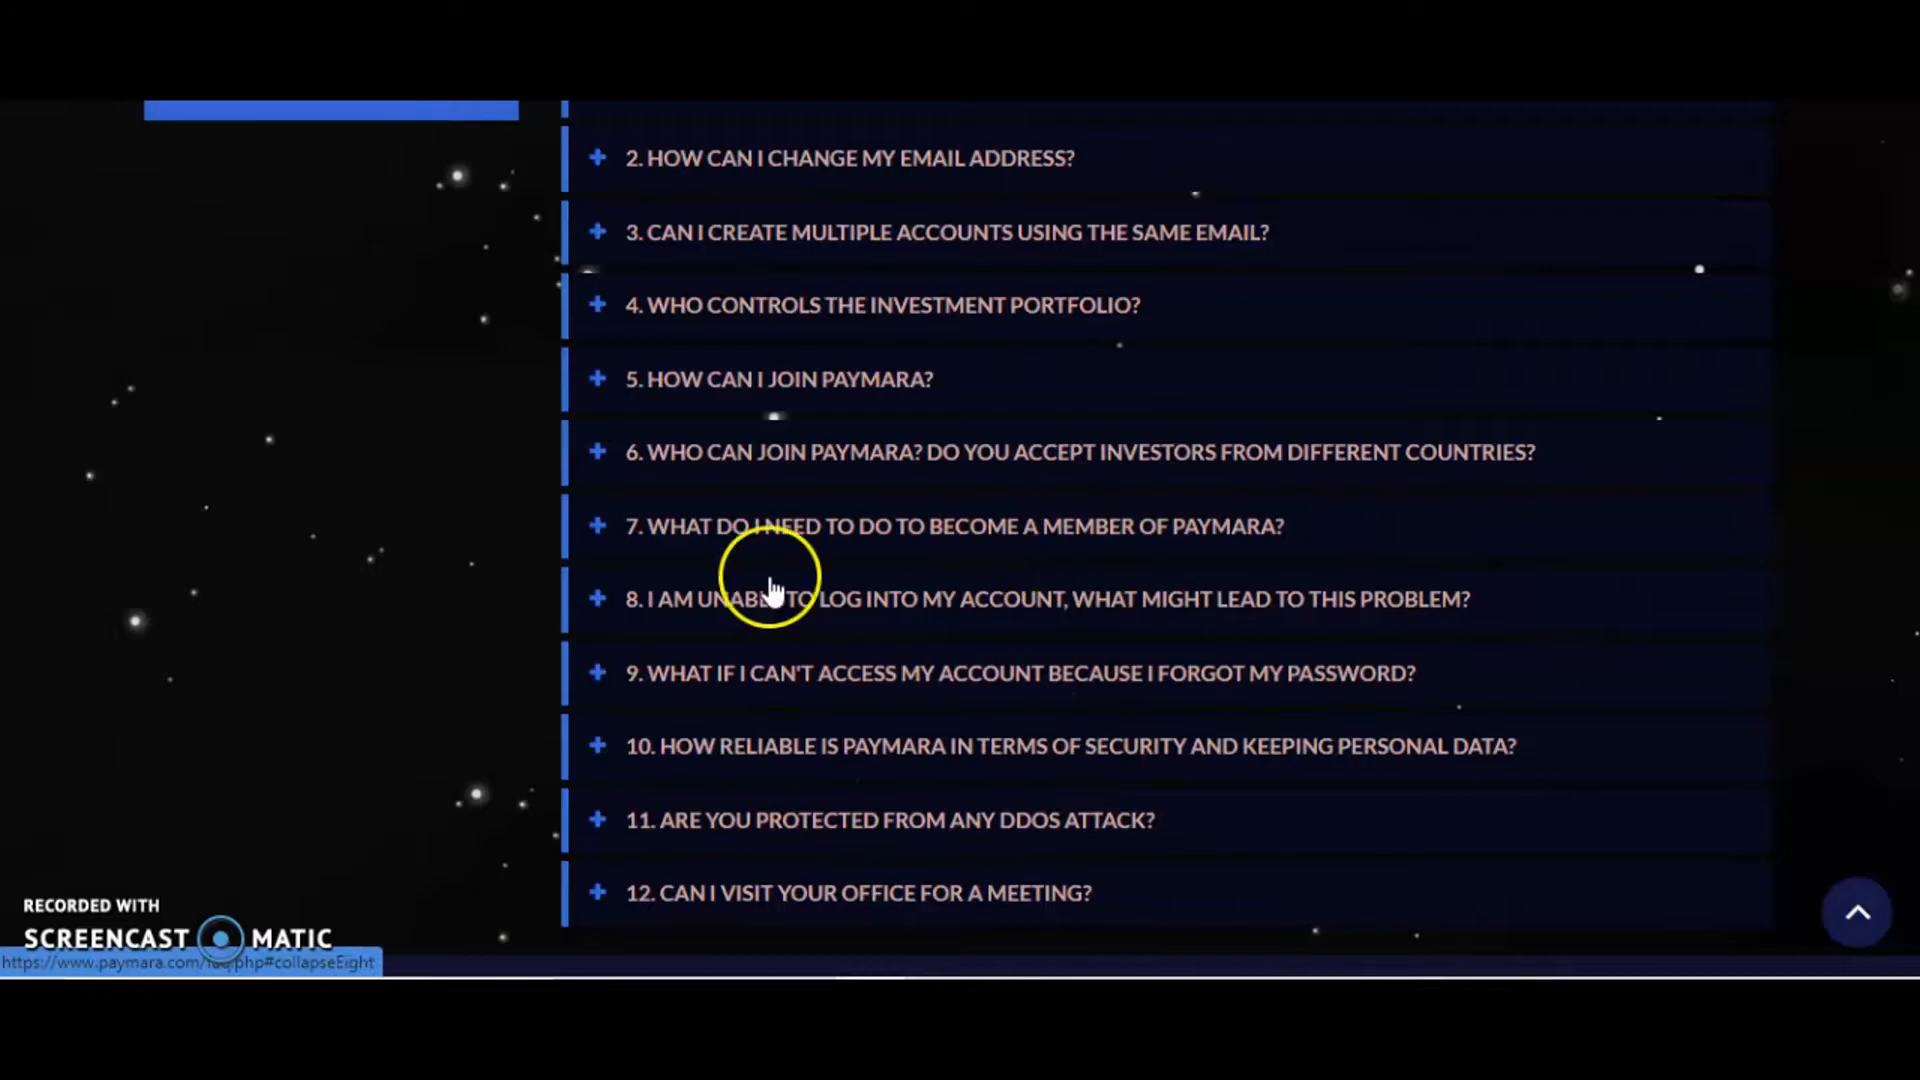 2. HOW CAN I CHANGE MY EMAIL ADDRESS?
3. CAN I CREATE MULTIPLE ACCOUNTS USING THE SAME EMAIL?
4. WHO CONTROLS THE INVESTMENT PORTFOLIO?
5. HOW CAN I JOIN PAYMARA?
6. WHO CAN JOIN PAYMARA? DO YOU ACCEPT INVESTORS FROM DIFFERENT COUNTRIES?
7. WHAT DO I NEED TO DO TO BECOME A MEMBER OF PAYMARA?
8. I AM UNABLE TO LOG INTO MY ACCOUNT, WHAT MIGHT LEAD TO THIS PROBLEM?
9. WHAT IF I CAN'T ACCESS MY ACCOUNT BECAUSE I FORGOT MY PASSWORD?
10. HOW RELIABLE IS PAYMARA IN TERMS OF SECURITY AND KEEPING PERSONAL DATA?
11. ARE YOU PROTECTED FROM ANY DDOS ATTACK?
12. CAN I VISIT YOUR OFFICE FOR A MEETING?
RECORDED WITH
SCREENCAST MATIC
https://www.paymara.com/faq.php#collapseEight